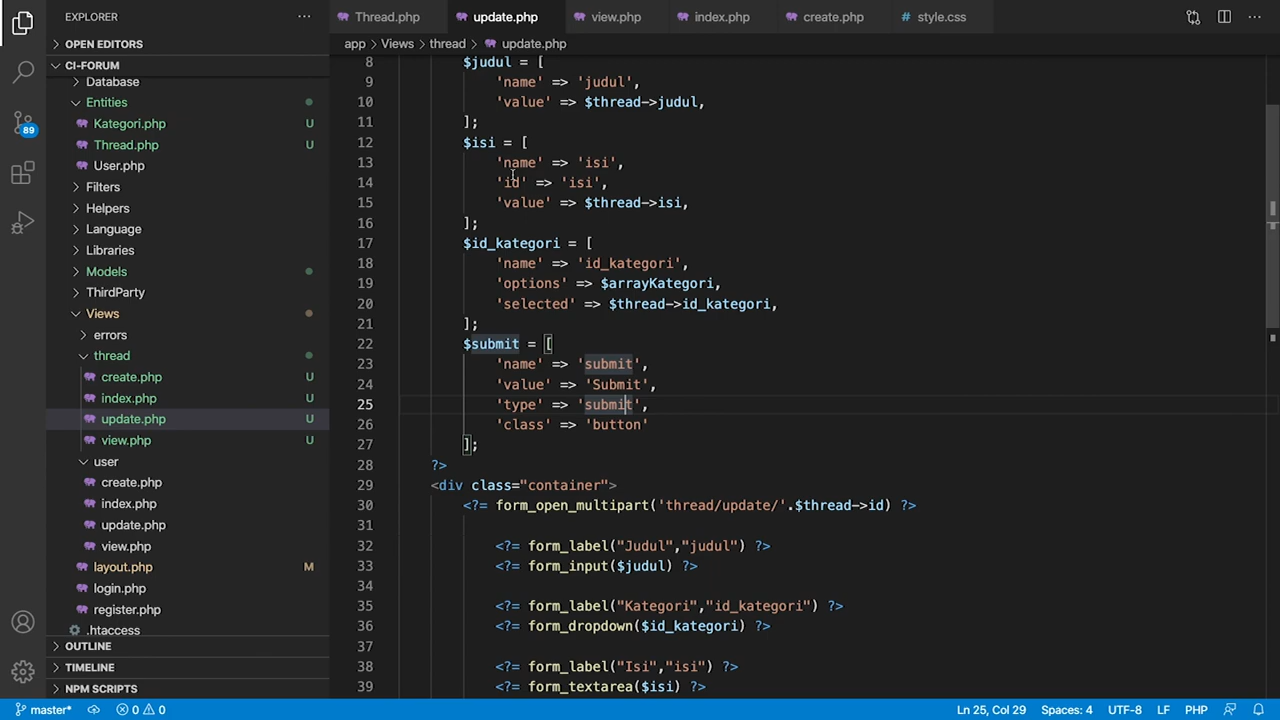 EXPLORER
Thread.php
update.php
view.php
index.php
create.php
style.css
OPEN EDITORS
app > Views > thread > update.php
CI-FORUM
Database
Entities
Kategori.php U
Thread.php U
User.php
Filters
Helpers
Language
Libraries
Models
ThirdParty
Views
errors
thread
create.php U
index.php U
update.php U
view.php U
user
create.php
index.php
update.php
view.php
layout.php M
login.php
register.php
.htaccess
OUTLINE
TIMELINE
NPM SCRIPTS
89
8 $judul = [
9 'name' => 'judul',
10 'value' => $thread->judul,
11 ];
12 $isi = [
13 'name' => 'isi',
14 'id' => 'isi',
15 'value' => $thread->isi,
16 ];
17 $id_kategori = [
18 'name' => 'id_kategori',
19 'options' => $arrayKategori,
20 'selected' => $thread->id_kategori,
21 ];
22 $submit = [
23 'name' => 'submit',
24 'value' => 'Submit',
25 'type' => 'submit',
26 'class' => 'button'
27 ];
28 ?>
29 <div class="container">
30 <?= form_open_multipart('thread/update/'.$thread->id) ?>
31
32 <?= form_label("Judul","judul") ?>
33 <?= form_input($judul) ?>
34
35 <?= form_label("Kategori","id_kategori") ?>
36 <?= form_dropdown($id_kategori) ?>
37
38 <?= form_label("Isi","isi") ?>
39 <?= form_textarea($isi) ?>
master* 0 0 Ln 25, Col 29 Spaces: 4 UTF-8 LF PHP